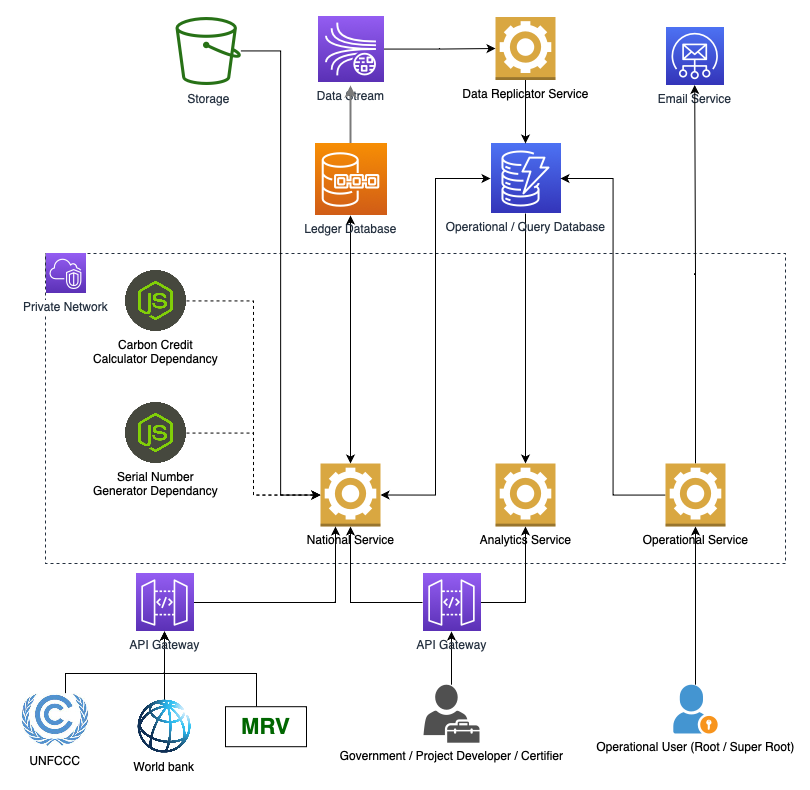 Storage
Data Stream
Data Replicator Service
Email Service
Ledger Database
Operational / Query Database
Private Network
JS
Carbon Credit
Calculator Dependancy
JS
Serial Number
Generator Dependancy
National Service
Analytics Service
Operational Service
</>
API Gateway
</>
API Gateway
MRV
UNFCCC
World bank
Government / Project Developer / Certifier
Operational User (Root / Super Root)